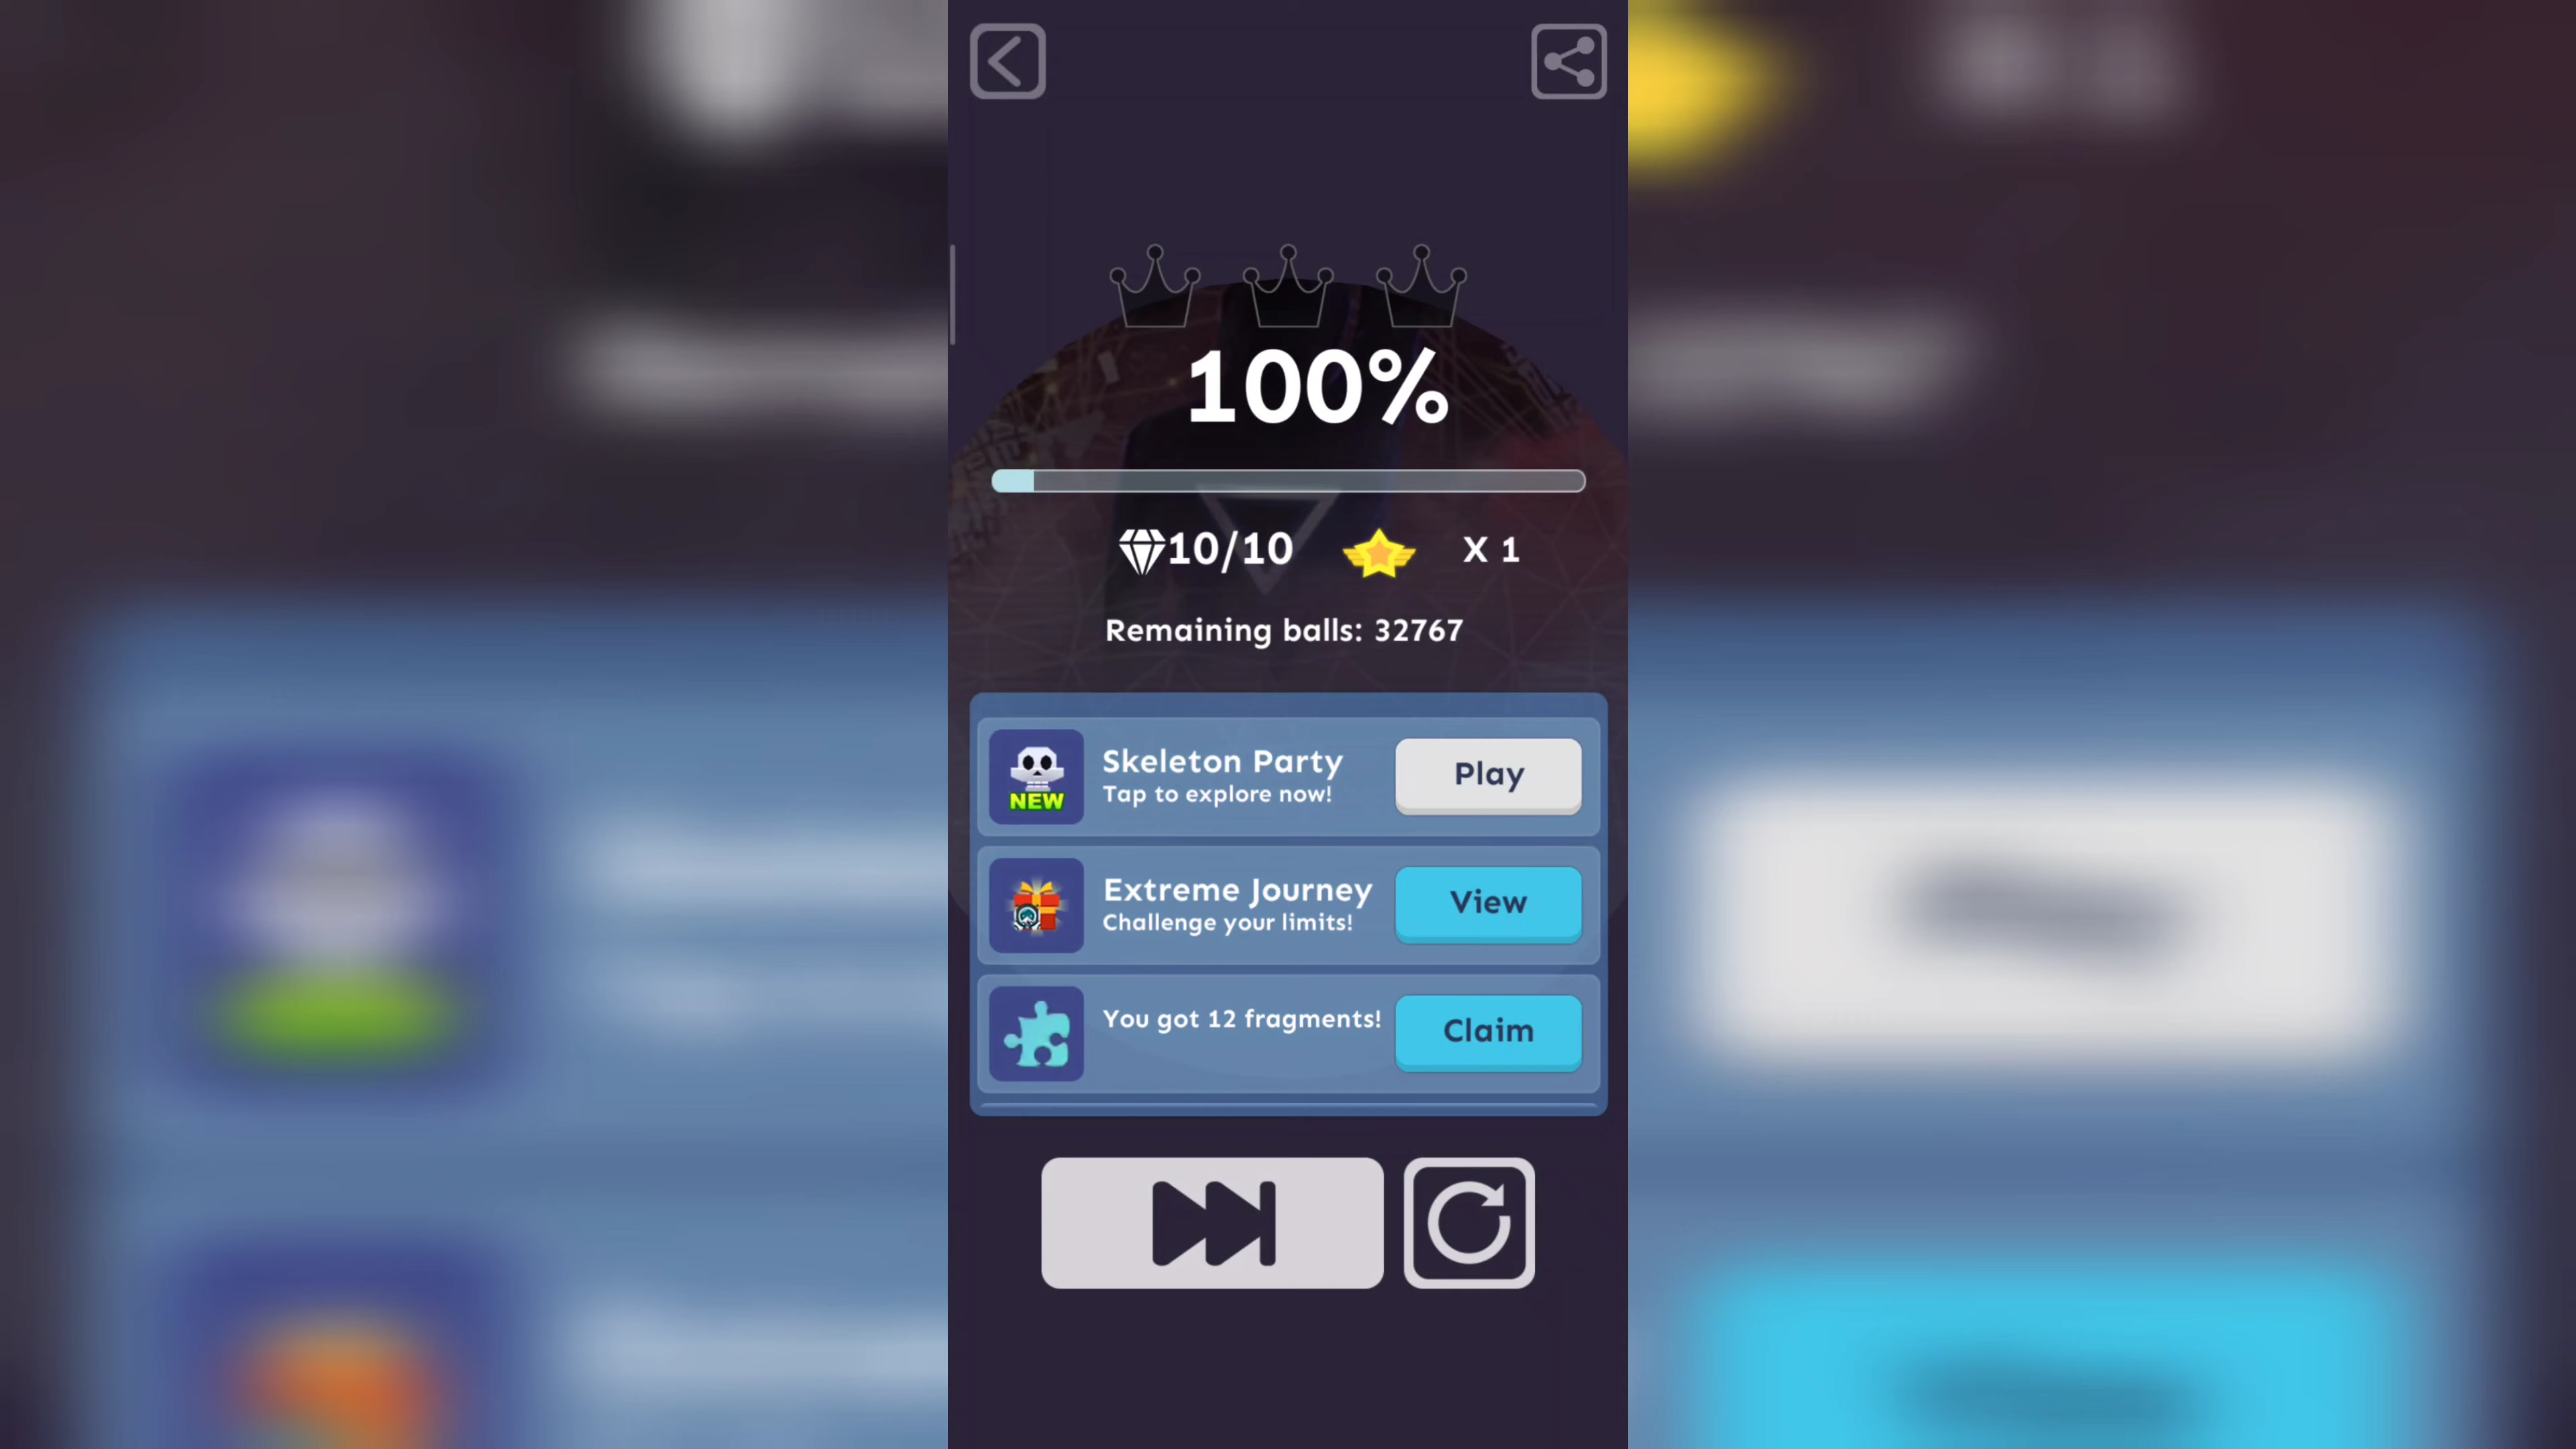 100%
10/10
X 1
Remaining balls: 32767
Skeleton Party
Tap to explore now!
Play
NEW
Extreme Journey
Challenge your limits!
View
You got 12 fragments!
Claim